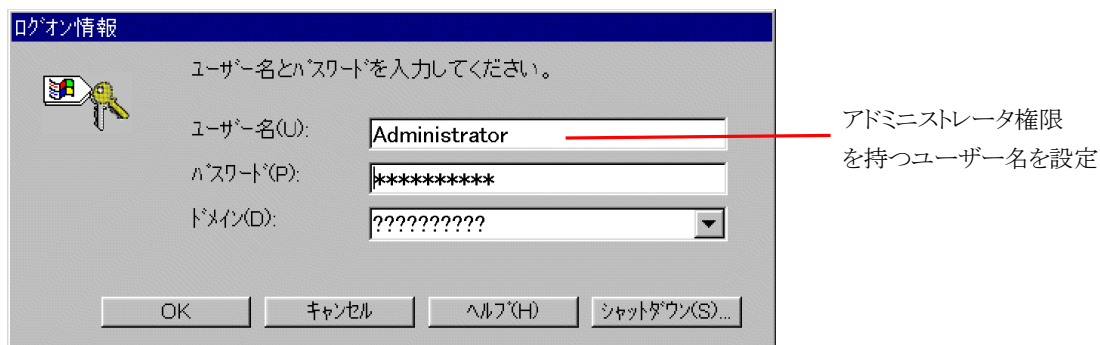 ログオン情報
ユーザー名とパスワードを入力してください。
ユーザー名(U):
Administrator
パスワード(P):
**********
ドメイン(D):
??????????
OK
キャンセル
ヘルプ(H)
シャットダウン(S)...
アドミニストレータ権限
を持つユーザー名を設定